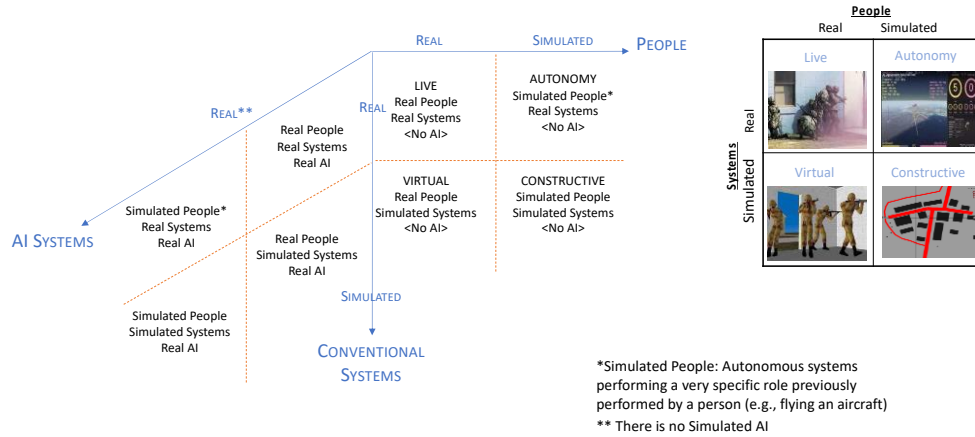 REAL
SIMULATED
PEOPLE
REAL**
REAL
LIVE
Real People
Real Systems
<No AI>
AUTONOMY
Simulated People*
Real Systems
<No AI>
Real People
Real Systems
Real AI
VIRTUAL
Real People
Simulated Systems
<No AI>
CONSTRUCTIVE
Simulated People
Simulated Systems
<No AI>
Simulated People*
Real Systems
Real AI
AI SYSTEMS
Real People
Simulated Systems
Real AI
SIMULATED
Simulated People
Simulated Systems
Real AI
CONVENTIONAL
SYSTEMS
People
Real Simulated
Systems
Real
Simulated
Live
Autonomy
5 0
Virtual
Constructive
*Simulated People: Autonomous systems
performing a very specific role previously
performed by a person (e.g., flying an aircraft)
** There is no Simulated AI